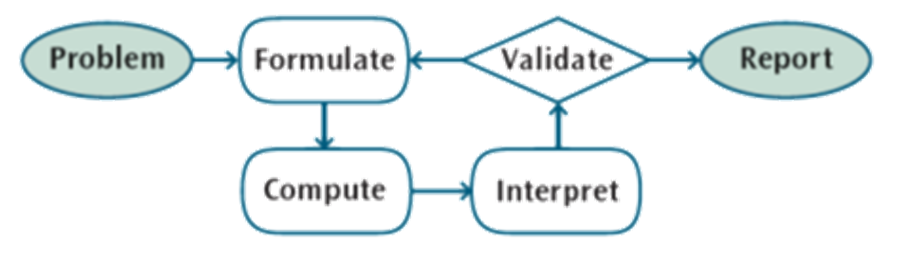 Problem
Formulate
Validate
Report
Compute
Interpret